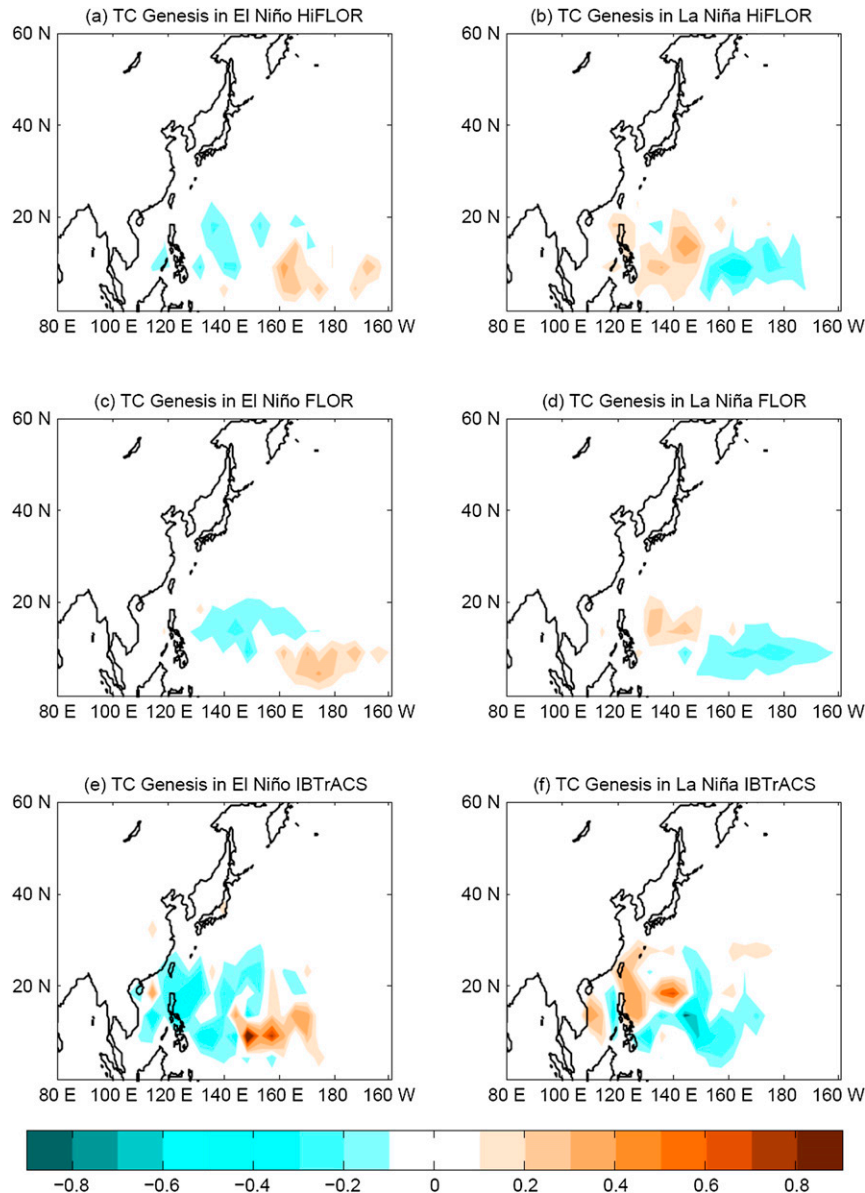 (a) TC Genesis in El Niño HiFLOR
60 N
40 N
20 N
80 E 100 E 120 E 140 E 160 E 180 E 160 W
(b) TC Genesis in La Niña HiFLOR
60 N
40 N
20 N
80 E 100 E 120 E 140 E 160 E 180 E 160 W
(c) TC Genesis in El Niño FLOR
60 N
40 N
20 N
80 E 100 E 120 E 140 E 160 E 180 E 160 W
(d) TC Genesis in La Niña FLOR
60 N
40 N
20 N
80 E 100 E 120 E 140 E 160 E 180 E 160 W
(e) TC Genesis in El Niño IBTrACS
60 N
40 N
20 N
80 E 100 E 120 E 140 E 160 E 180 E 160 W
(f) TC Genesis in La Niña IBTrACS
60 N
40 N
20 N
80 E 100 E 120 E 140 E 160 E 180 E 160 W
−0.8 −0.6 −0.4 −0.2 0 0.2 0.4 0.6 0.8